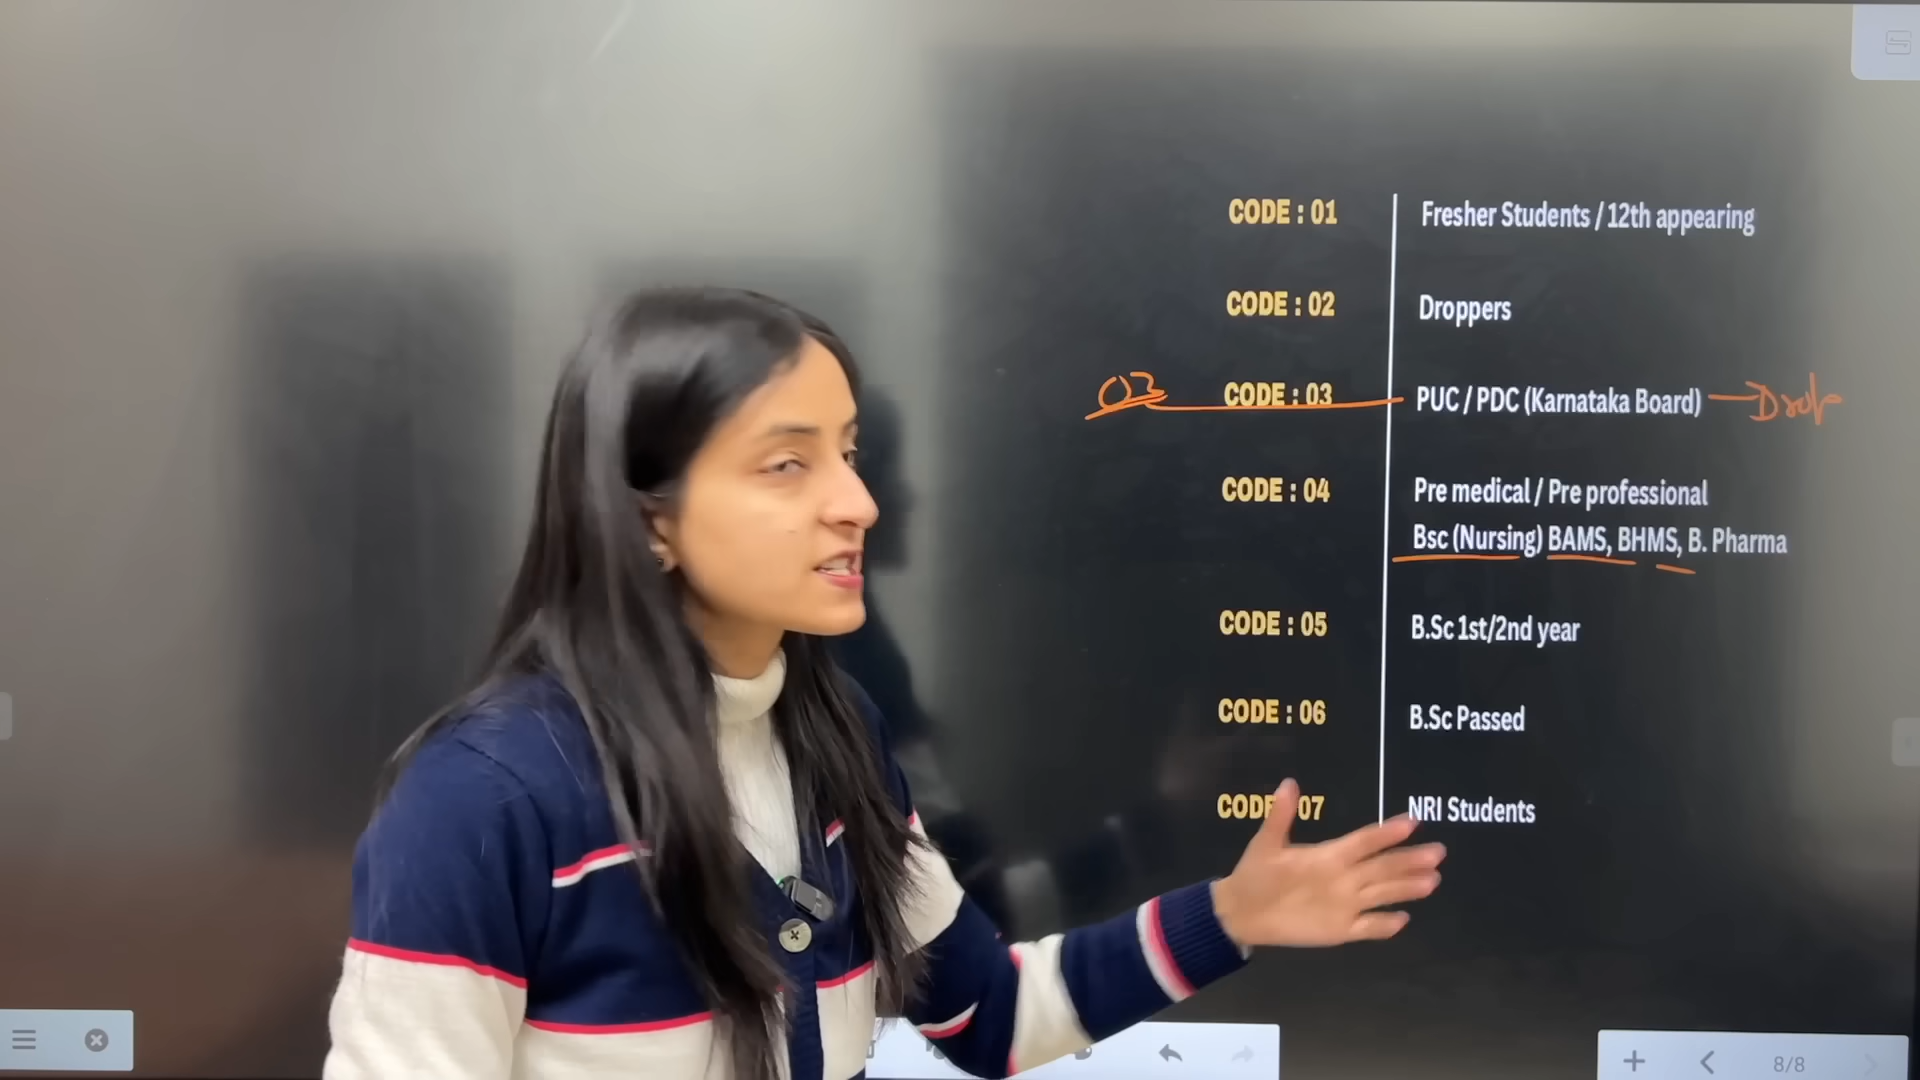 CODE : 01 Fresher Students / 12th appearing
CODE : 02 Droppers
03 CODE : 03 PUC / PDC (Karnataka Board) → Drop
CODE : 04 Pre medical / Pre professional
Bsc (Nursing) BAMS, BHMS, B. Pharma
CODE : 05 B.Sc 1st/2nd year
CODE : 06 B.Sc Passed
CODE : 07 NRI Students
8/8